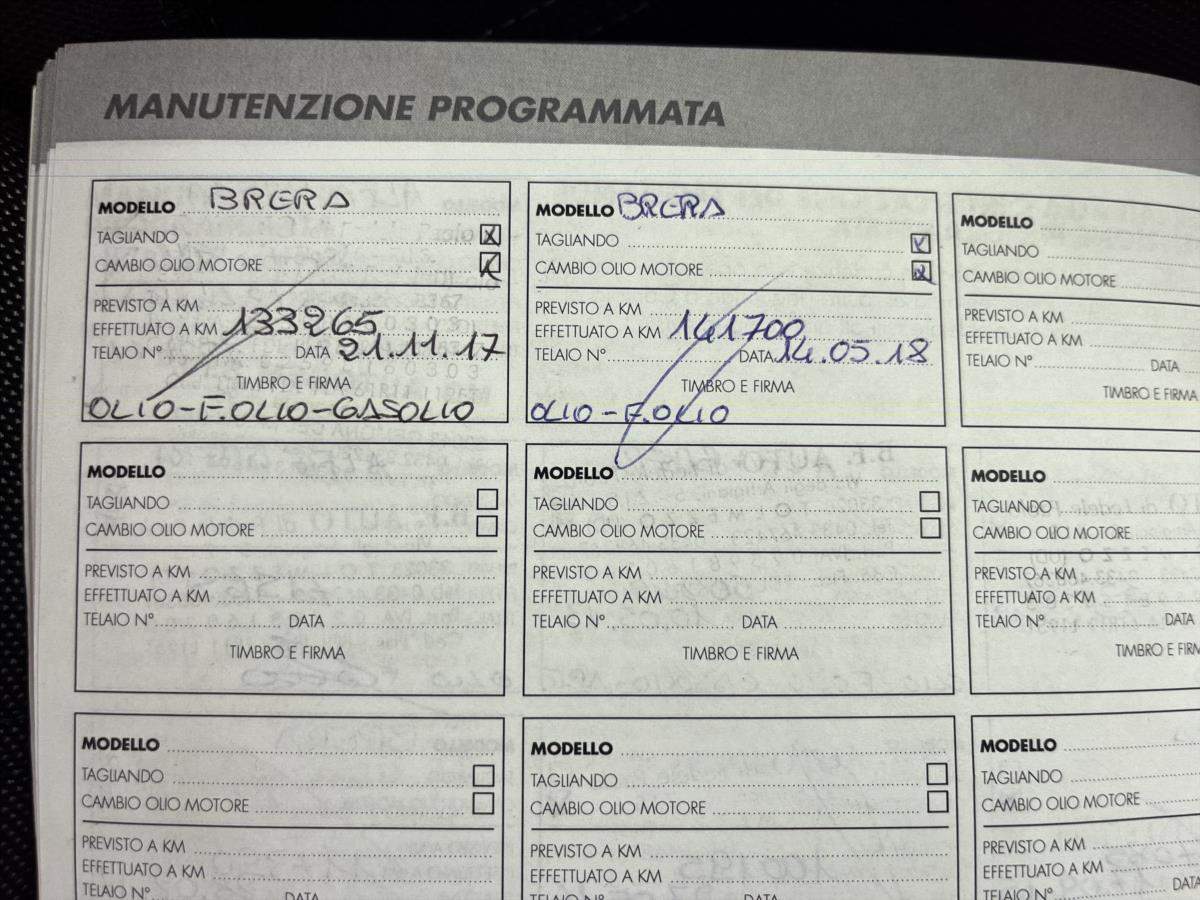 MANUTENZIONE PROGRAMMATA
MODELLO BRERA
TAGLIANDO X
CAMBIO OLIO MOTORE X
PREVISTO A KM
EFFETTUATO A KM 133265
TELAIO N° DATA 21.11.17
TIMBRO E FIRMA
OLIO-F.OLIO-GASOLIO
MODELLO BRERA
TAGLIANDO
CAMBIO OLIO MOTORE
PREVISTO A KM
EFFETTUATO A KM 141700
TELAIO N° DATA 14.05.18
TIMBRO E FIRMA
OLIO-F.OLIO
MODELLO
TAGLIANDO
CAMBIO OLIO MOTORE
PREVISTO A KM
EFFETTUATO A KM
TELAIO N° DATA
TIMBRO E FIRMA
MODELLO
TAGLIANDO
CAMBIO OLIO MOTORE
PREVISTO A KM
EFFETTUATO A KM
TELAIO N° DATA
TIMBRO E FIRMA
MODELLO
TAGLIANDO
CAMBIO OLIO MOTORE
PREVISTO A KM
EFFETTUATO A KM
TELAIO N° DATA
TIMBRO E FIRMA
MODELLO
TAGLIANDO
CAMBIO OLIO MOTORE
PREVISTO A KM
EFFETTUATO A KM
TELAIO N° DATA
TIMBRO E FIRM
MODELLO
TAGLIANDO
CAMBIO OLIO MOTORE
PREVISTO A KM
EFFETTUATO A KM
TELAIO N° DATA
MODELLO
TAGLIANDO
CAMBIO OLIO MOTORE
PREVISTO A KM
EFFETTUATO A KM
TELAIO N° DATA
MODELLO
TAGLIANDO
CAMBIO OLIO MOTORE
PREVISTO A KM
EFFETTUATO A KM
TELAIO N°